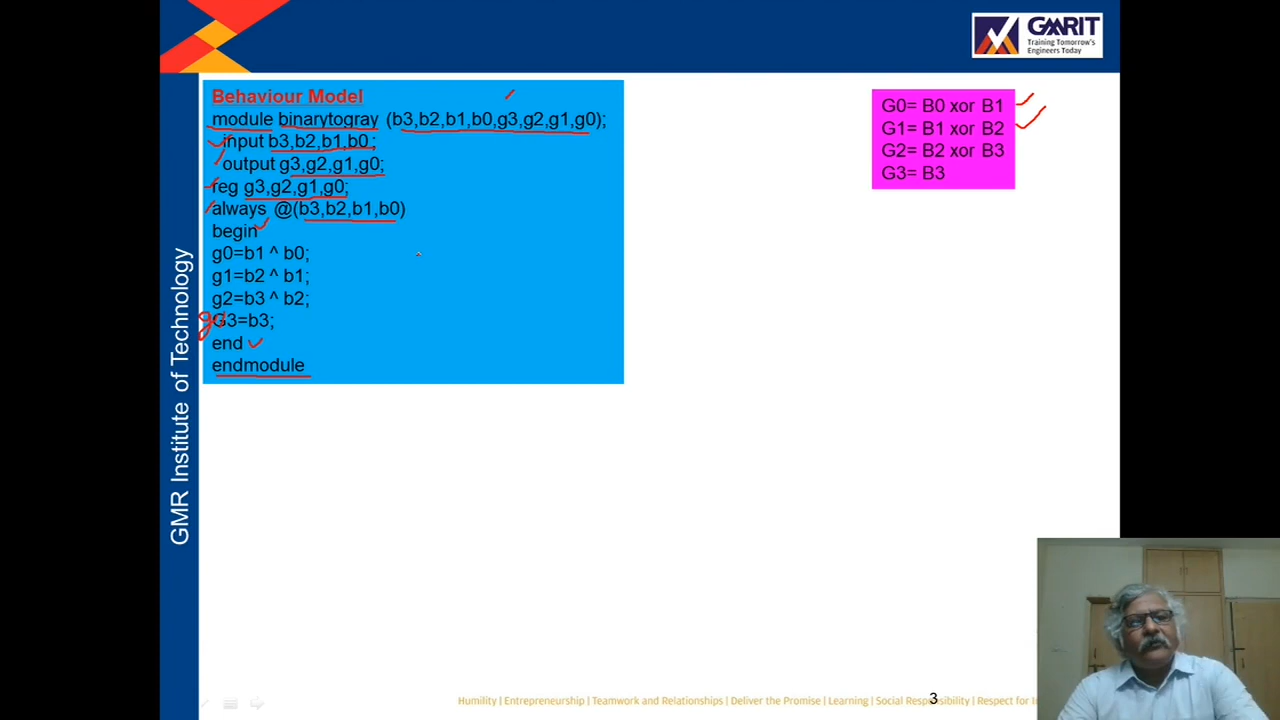 GMRIT
Training Tomorrow's
Engineers Today
Behaviour Model
module binarytogray (b3,b2,b1,b0,g3,g2,g1,g0);
input b3,b2,b1,b0,;
output g3,g2,g1,g0;
reg g3,g2,g1,g0;
always @(b3,b2,b1,b0)
begin
g0=b1 ^ b0;
g1=b2 ^ b1;
g2=b3 ^ b2;
g G3=b3;
end
endmodule
G0= B0 xor B1
G1= B1 xor B2
G2= B2 xor B3
G3= B3
GMR Institute of Technology
Humility | Entrepreneurship | Teamwork and Relationships | Deliver the Promise | Learning | Social Responsibility | Respect for
3